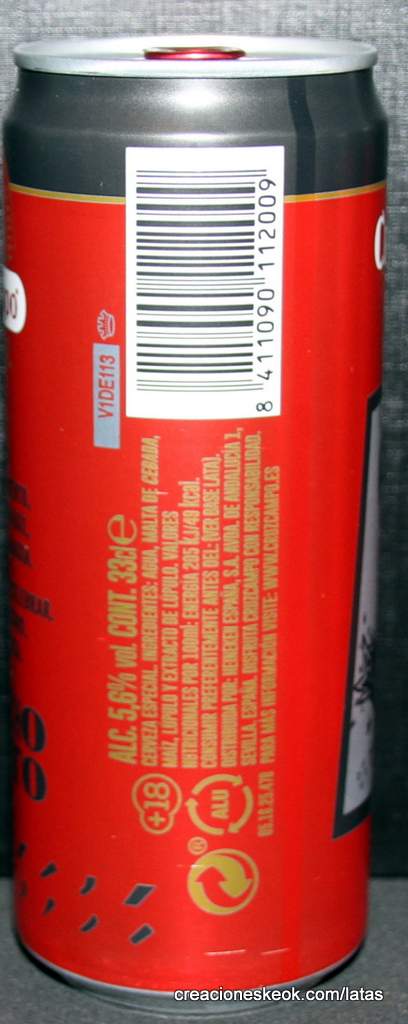 8 411090 112009
V1DE113
ALC. 5,6% vol. CONT. 33cl e
CERVEZA ESPECIAL. INGREDIENTES: AGUA, MALTA DE CEBADA,
MAÍZ, LÚPULO Y EXTRACTO DE LÚPULO. VALORES
NUTRICIONALES POR 100ml: ENERGÍA 205 kJ/49 kcal.
CONSUMIR PREFERENTEMENTE ANTES DEL: (VER BASE LATA).
DISTRIBUIDA POR: HEINEKEN ESPAÑA, S.A. AVDA. DE ANDALUCÍA 1,
SEVILLA, ESPAÑA. DISFRUTE CRUZCAMPO CON RESPONSABILIDAD.
PARA MÁS INFORMACIÓN VISITE: WWW.CRUZCAMPO.ES
+18
ALU
®
creacioneskeok.com/latas